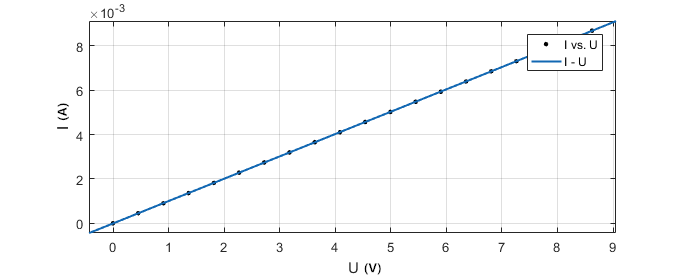 ×10⁻³
8
6
4
2
0
I (A)
I vs. U
I - U
0 1 2 3 4 5 6 7 8 9
U (V)